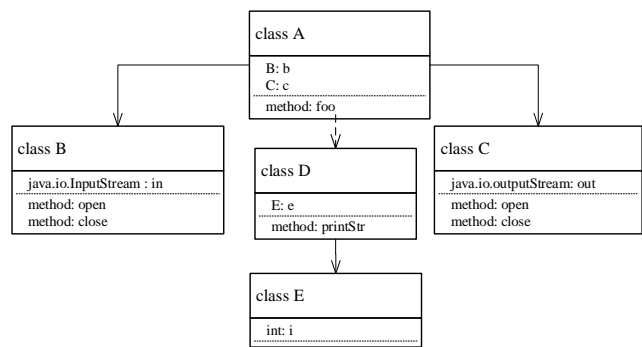 class A
B: b
C: c
method: foo
class B
java.io.InputStream : in
method: open
method: close
class D
E: e
method: printStr
class C
java.io.outputStream: out
method: open
method: close
class E
int: i